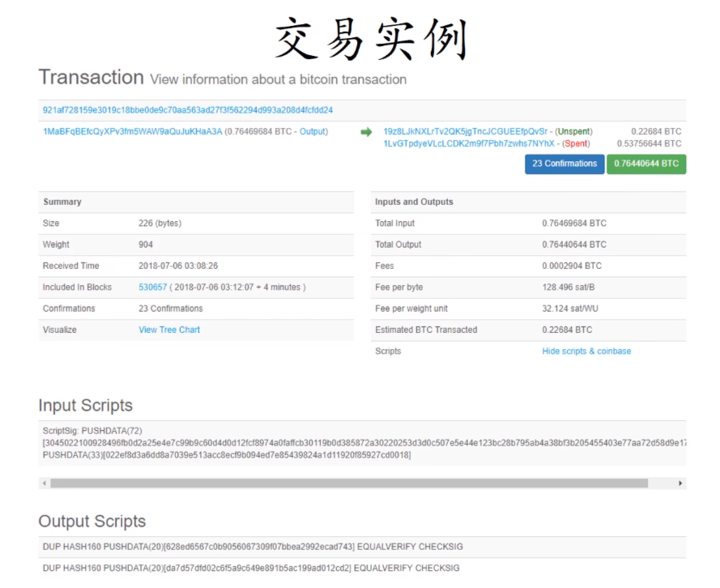 交易实例
Transaction View information about a bitcoin transaction
921af728159e3019c18bbe0de9c70aa563ad27f3f562294d993a208d4fcfdd24
1MaBFqBEfcQyXPv3fm5WAW9aQuJuKHaA3A (0.76469684 BTC - Output)
19z8LJkNXLrTv2QK5jgTncJCGUEEfpQvSr - (Unspent) 0.22684 BTC
1LvGTpdyeVLcLCDK2m9f7Pbh7zwhs7NYhX - (Spent) 0.53756644 BTC
23 Confirmations 0.76440644 BTC
Summary
Size 226 (bytes)
Weight 904
Received Time 2018-07-06 03:08:26
Included In Blocks 530657 ( 2018-07-06 03:12:07 + 4 minutes )
Confirmations 23 Confirmations
Visualize View Tree Chart
Inputs and Outputs
Total Input 0.76469684 BTC
Total Output 0.76440644 BTC
Fees 0.0002904 BTC
Fee per byte 128.496 sat/B
Fee per weight unit 32.124 sat/WU
Estimated BTC Transacted 0.22684 BTC
Scripts Hide scripts & coinbase
Input Scripts
ScriptSig: PUSHDATA(72)
[3045022100928496fb0d2a25e4e7c99b9c60d4d0d12fcf8974a0faffcb30119b0d385872a30220253d3d0c507e5e44e123bc28b795ab4a38bf3b205455403e77aa72d58d9e17
PUSHDATA(33)[022ef8d3a6dd8a7039e513acc8ecf9b094ed7e85439824a1d11920f85927cd0018]
Output Scripts
DUP HASH160 PUSHDATA(20)[628ed6567c0b9056067309f07bbea2992ecad743] EQUALVERIFY CHECKSIG
DUP HASH160 PUSHDATA(20)[da7d57dfd02c6f5a9c649e891b5ac199ad012cd2] EQUALVERIFY CHECKSIG